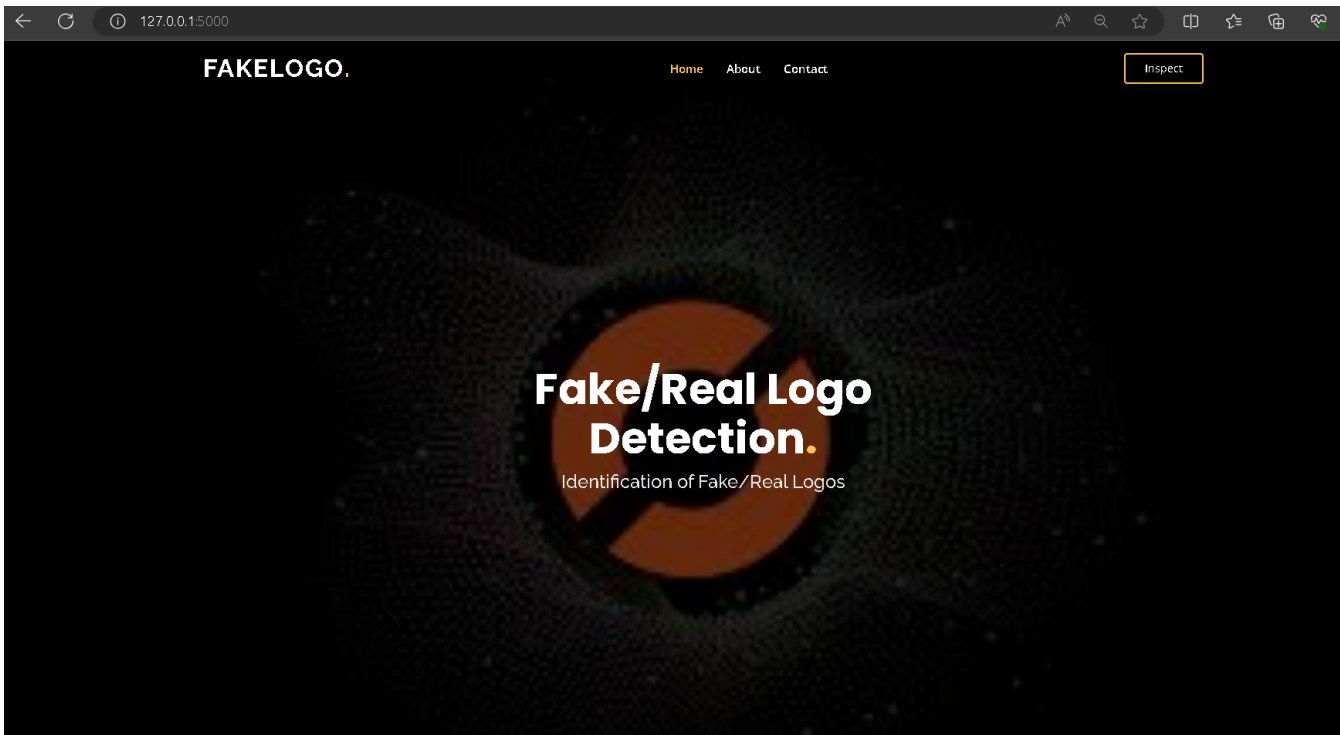 127.0.0.1:5000
FAKELOGO.
Home About Contact
Inspect
Fake/Real Logo
Detection.
Identification of Fake/Real Logos